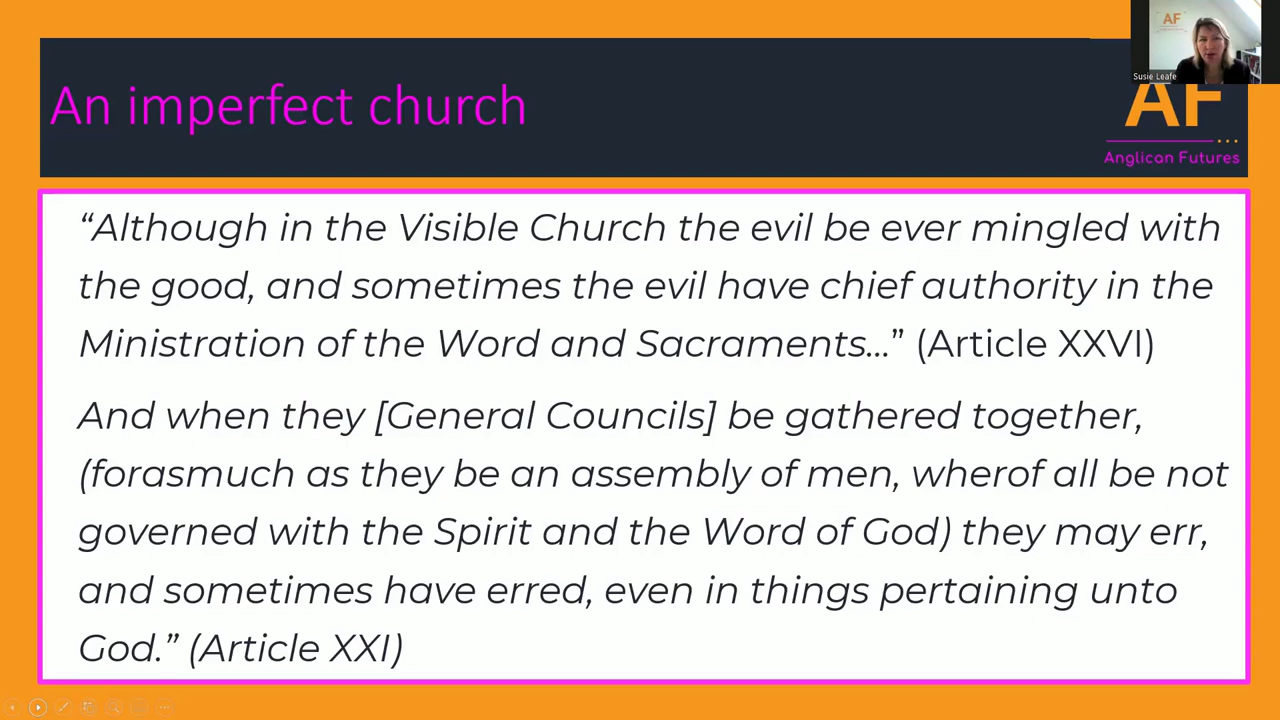 AF
Susie Leafe
An imperfect church
AF
Anglican Futures
“Although in the Visible Church the evil be ever mingled with
the good, and sometimes the evil have chief authority in the
Ministration of the Word and Sacraments...” (Article XXVI)
And when they [General Councils] be gathered together,
(forasmuch as they be an assembly of men, wherof all be not
governed with the Spirit and the Word of God) they may err,
and sometimes have erred, even in things pertaining unto
God.” (Article XXI)